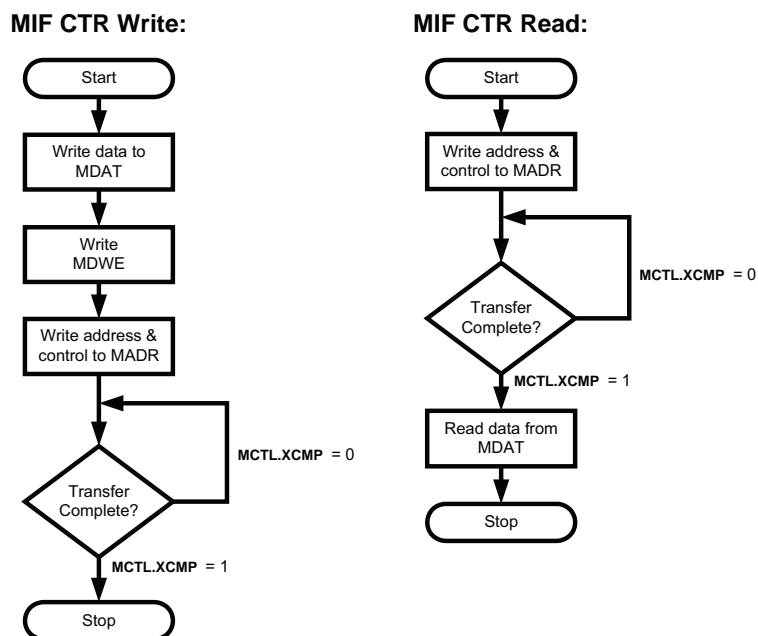 MIF CTR Write:
Start
Write data to
MDAT
Write
MDWE
Write address &
control to MADR
MCTL.XCMP = 0
Transfer
Complete?
MCTL.XCMP = 1
Stop
MIF CTR Read:
Start
Write address &
control to MADR
MCTL.XCMP = 0
Transfer
Complete?
MCTL.XCMP = 1
Read data from
MDAT
Stop